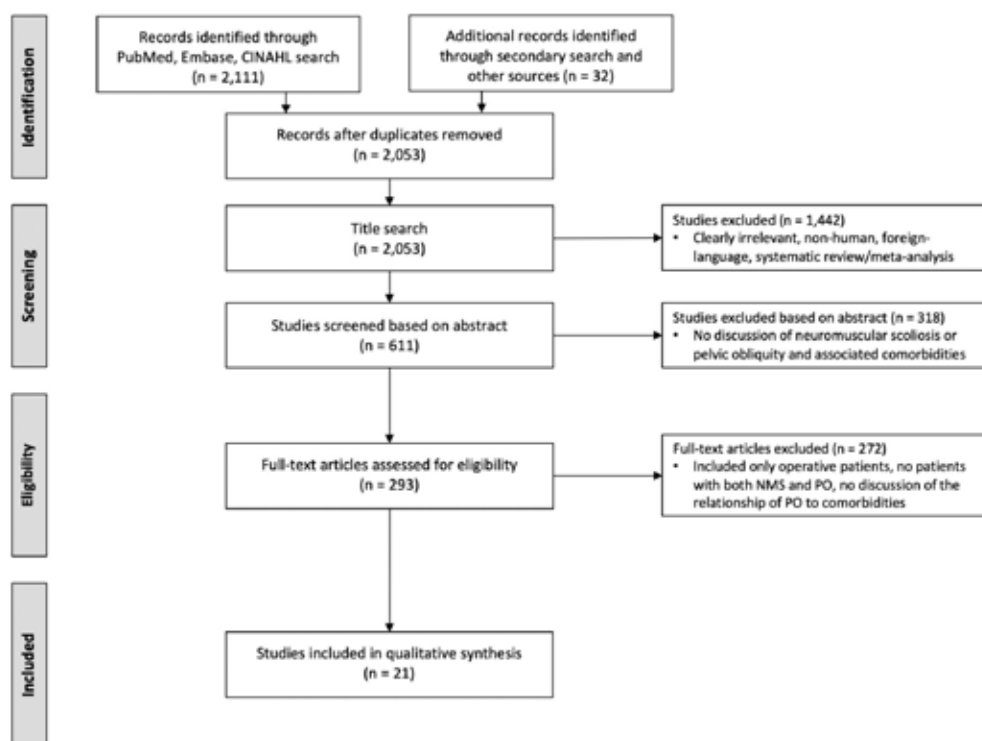 Identification
Records identified through
PubMed, Embase, CINAHL search
(n = 2,111)
Additional records identified
through secondary search and
other sources (n = 32)
Records after duplicates removed
(n = 2,053)
Screening
Title search
(n = 2,053)
Studies excluded (n = 1,442)
• Clearly irrelevant, non-human, foreign-
language, systematic review/meta-analysis
Studies screened based on abstract
(n = 611)
Studies excluded based on abstract (n = 318)
• No discussion of neuromuscular scoliosis or
pelvic obliquity and associated comorbidities
Eligibility
Full-text articles assessed for eligibility
(n = 293)
Full-text articles excluded (n = 272)
• Included only operative patients, no patients
with both NMS and PO, no discussion of the
relationship of PO to comorbidities
Included
Studies included in qualitative synthesis
(n = 21)